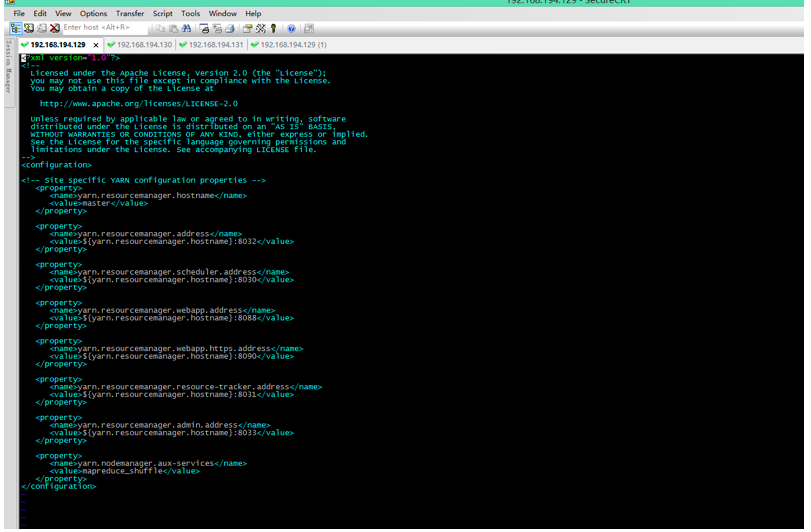 192.168.194.129 - SecureCRT
File Edit View Options Transfer Script Tools Window Help
Enter host <Alt+R>
Session Manager
192.168.194.129 x 192.168.194.130 192.168.194.131 192.168.194.129 (1)
<?xml version="1.0"?>
<!--
Licensed under the Apache License, Version 2.0 (the "License");
you may not use this file except in compliance with the License.
You may obtain a copy of the License at
http://www.apache.org/licenses/LICENSE-2.0
Unless required by applicable law or agreed to in writing, software
distributed under the License is distributed on an "AS IS" BASIS,
WITHOUT WARRANTIES OR CONDITIONS OF ANY KIND, either express or implied.
See the License for the specific language governing permissions and
limitations under the License. See accompanying LICENSE file.
-->
<configuration>
<!-- Site specific YARN configuration properties -->
<property>
<name>yarn.resourcemanager.hostname</name>
<value>master</value>
</property>
<property>
<name>yarn.resourcemanager.address</name>
<value>${yarn.resourcemanager.hostname}:8032</value>
</property>
<property>
<name>yarn.resourcemanager.scheduler.address</name>
<value>${yarn.resourcemanager.hostname}:8030</value>
</property>
<property>
<name>yarn.resourcemanager.webapp.address</name>
<value>${yarn.resourcemanager.hostname}:8088</value>
</property>
<property>
<name>yarn.resourcemanager.webapp.https.address</name>
<value>${yarn.resourcemanager.hostname}:8090</value>
</property>
<property>
<name>yarn.resourcemanager.resource-tracker.address</name>
<value>${yarn.resourcemanager.hostname}:8031</value>
</property>
<property>
<name>yarn.resourcemanager.admin.address</name>
<value>${yarn.resourcemanager.hostname}:8033</value>
</property>
<property>
<name>yarn.nodemanager.aux-services</name>
<value>mapreduce_shuffle</value>
</property>
</configuration>
~
~
~
~